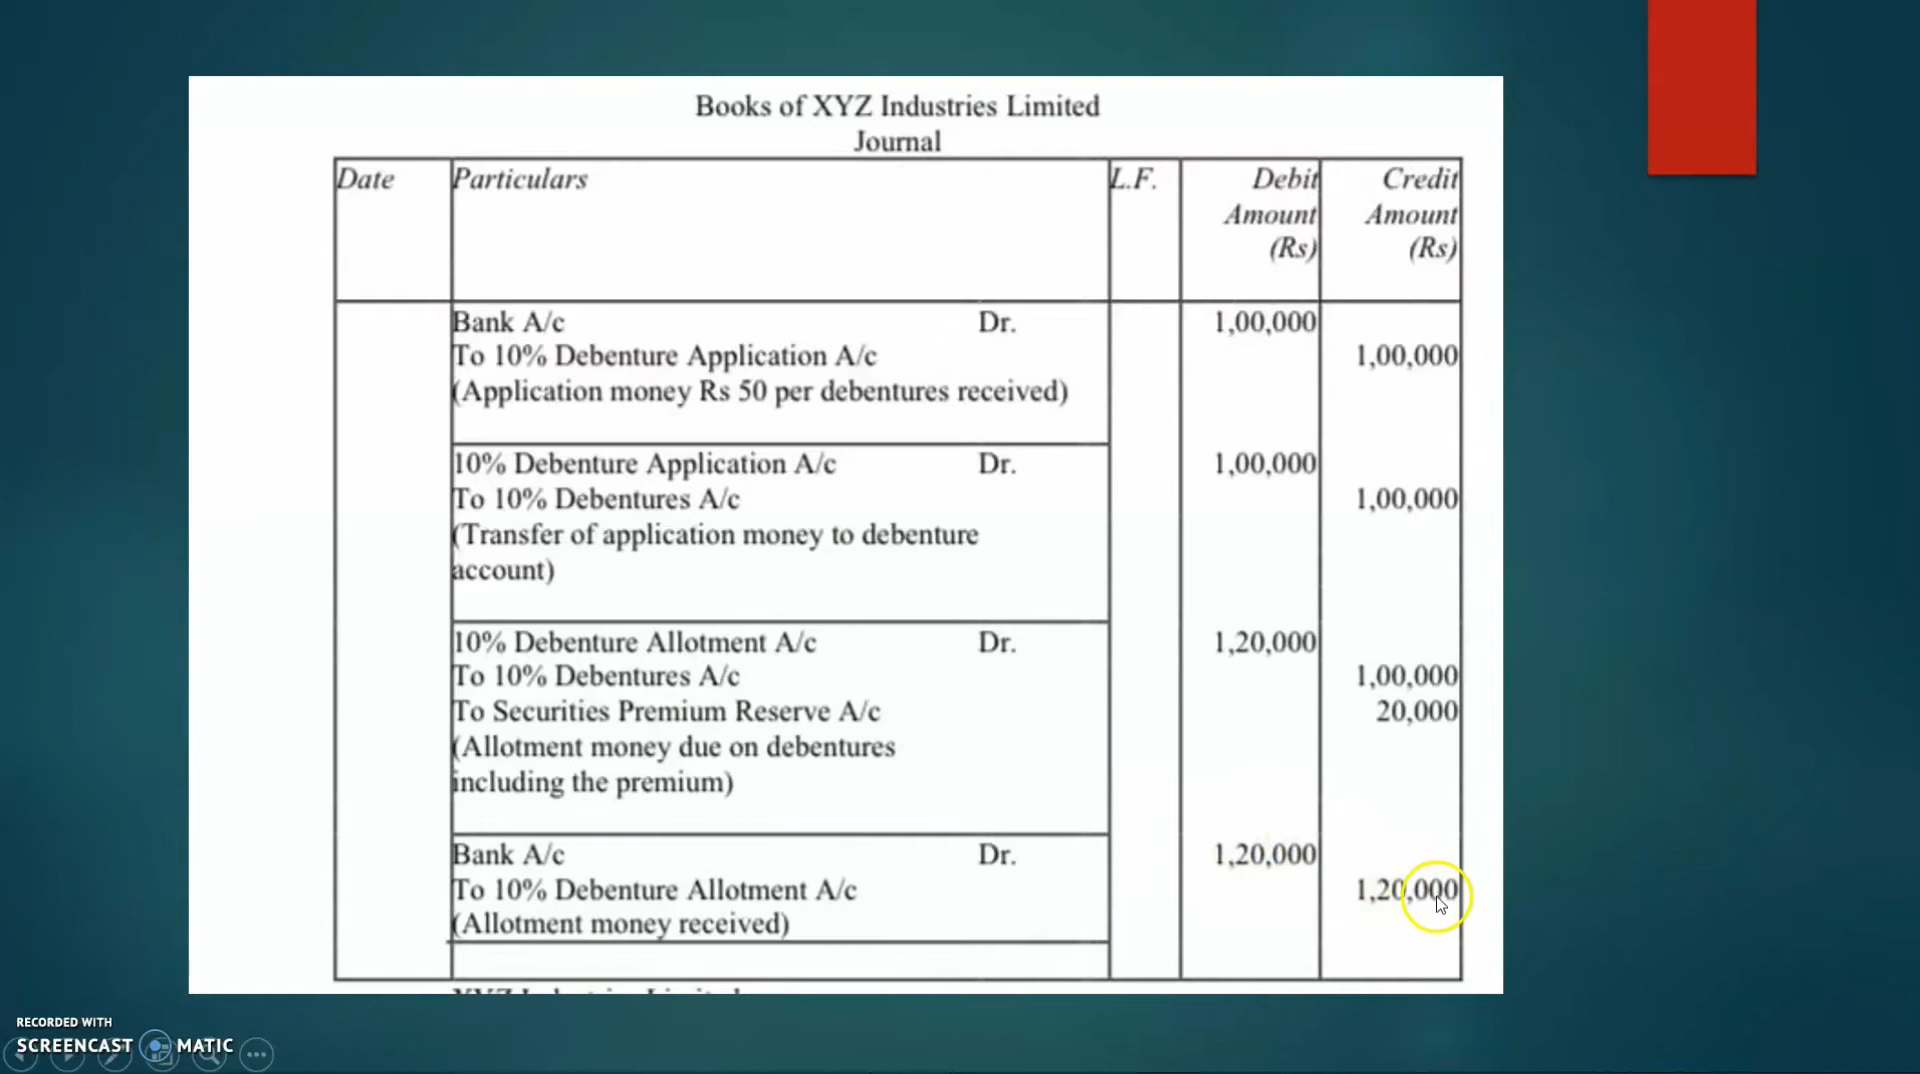 Books of XYZ Industries Limited
Journal
Date Particulars L.F. Debit Amount (Rs) Credit Amount (Rs)
Bank A/c Dr. 1,00,000
To 10% Debenture Application A/c 1,00,000
(Application money Rs 50 per debentures received)
10% Debenture Application A/c Dr. 1,00,000
To 10% Debentures A/c 1,00,000
(Transfer of application money to debenture
account)
10% Debenture Allotment A/c Dr. 1,20,000
To 10% Debentures A/c 1,00,000
To Securities Premium Reserve A/c 20,000
(Allotment money due on debentures
including the premium)
Bank A/c Dr. 1,20,000
To 10% Debenture Allotment A/c 1,20,000
(Allotment money received)
RECORDED WITH
SCREENCAST MATIC